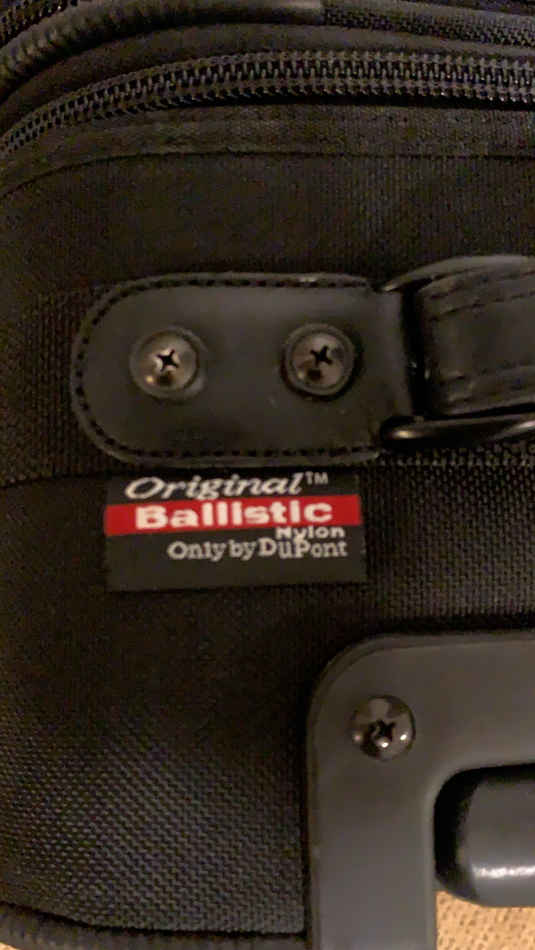 Original™
Ballistic
Nylon
Only by DuPont